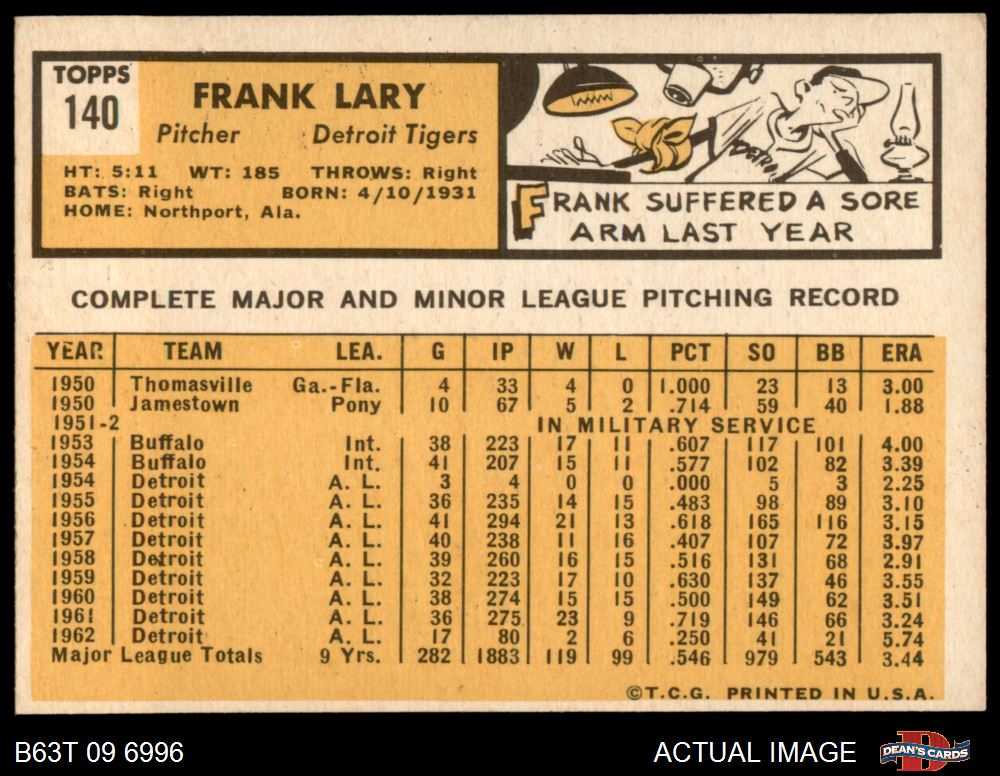 TOPPS
140
FRANK LARY
Pitcher Detroit Tigers
HT: 5:11 WT: 185 THROWS: Right
BATS: Right BORN: 4/10/1931
HOME: Northport, Ala.
DETROI
FRANK SUFFERED A SORE
ARM LAST YEAR
COMPLETE MAJOR AND MINOR LEAGUE PITCHING RECORD
YEAR TEAM LEA. G IP W L PCT SO BB ERA
1950 Thomasville Ga.-Fla. 4 33 4 0 1.000 23 13 3.00
1950 Jamestown Pony 10 67 5 2 .714 59 40 1.88
1951-2 IN MILITARY SERVICE
1953 Buffalo Int. 38 223 17 11 .607 117 101 4.00
1954 Buffalo Int. 41 207 15 11 .577 102 82 3.39
1954 Detroit A. L. 3 4 0 0 .000 5 3 2.25
1955 Detroit A. L. 36 235 14 15 .483 98 89 3.10
1956 Detroit A. L. 41 294 21 13 .618 165 116 3.15
1957 Detroit A. L. 40 238 11 16 .407 107 72 3.97
1958 Detroit A. L. 39 260 16 15 .516 131 68 2.91
1959 Detroit A. L. 32 223 17 10 .630 137 46 3.55
1960 Detroit A. L. 38 274 15 15 .500 149 62 3.51
1961 Detroit A. L. 36 275 23 9 .719 146 66 3.24
1962 Detroit A. L. 17 80 2 6 .250 41 21 5.74
Major League Totals 9 Yrs. 282 1883 119 99 .546 979 543 3.44
©T.C.G. PRINTED IN U.S.A.
B63T 09 6996 ACTUAL IMAGE
DEAN'S CARDS